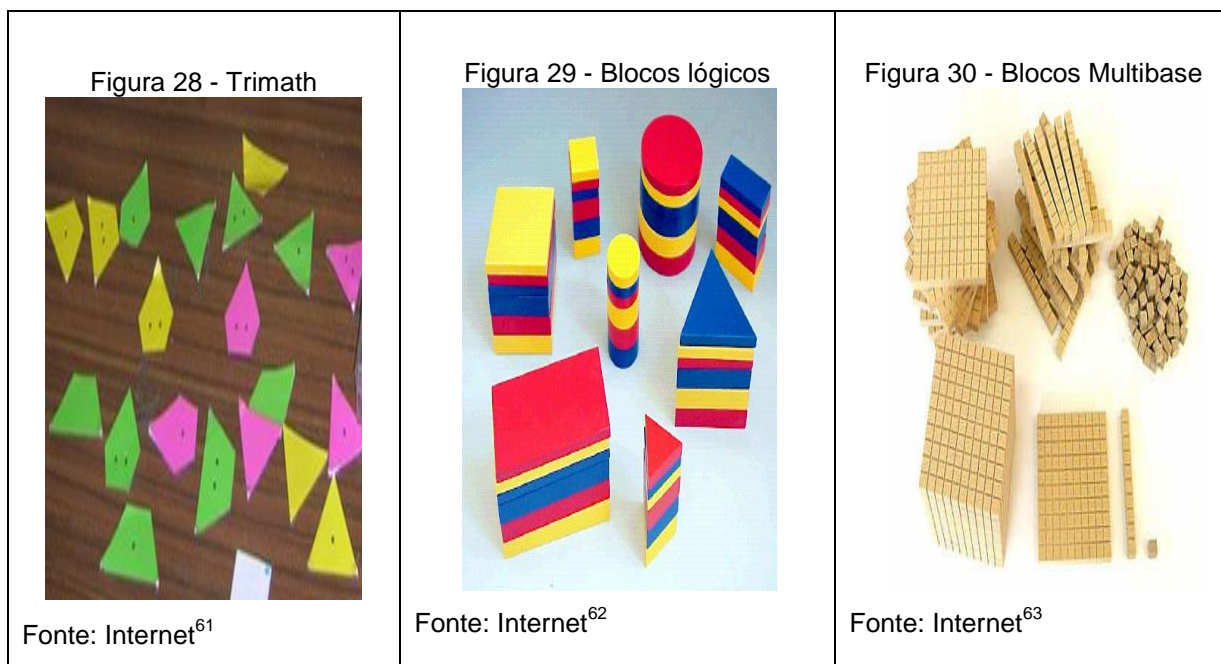 Figura 28 - Trimath
Fonte: Internet61
Figura 29 - Blocos lógicos
Fonte: Internet62
Figura 30 - Blocos Multibase
Fonte: Internet63